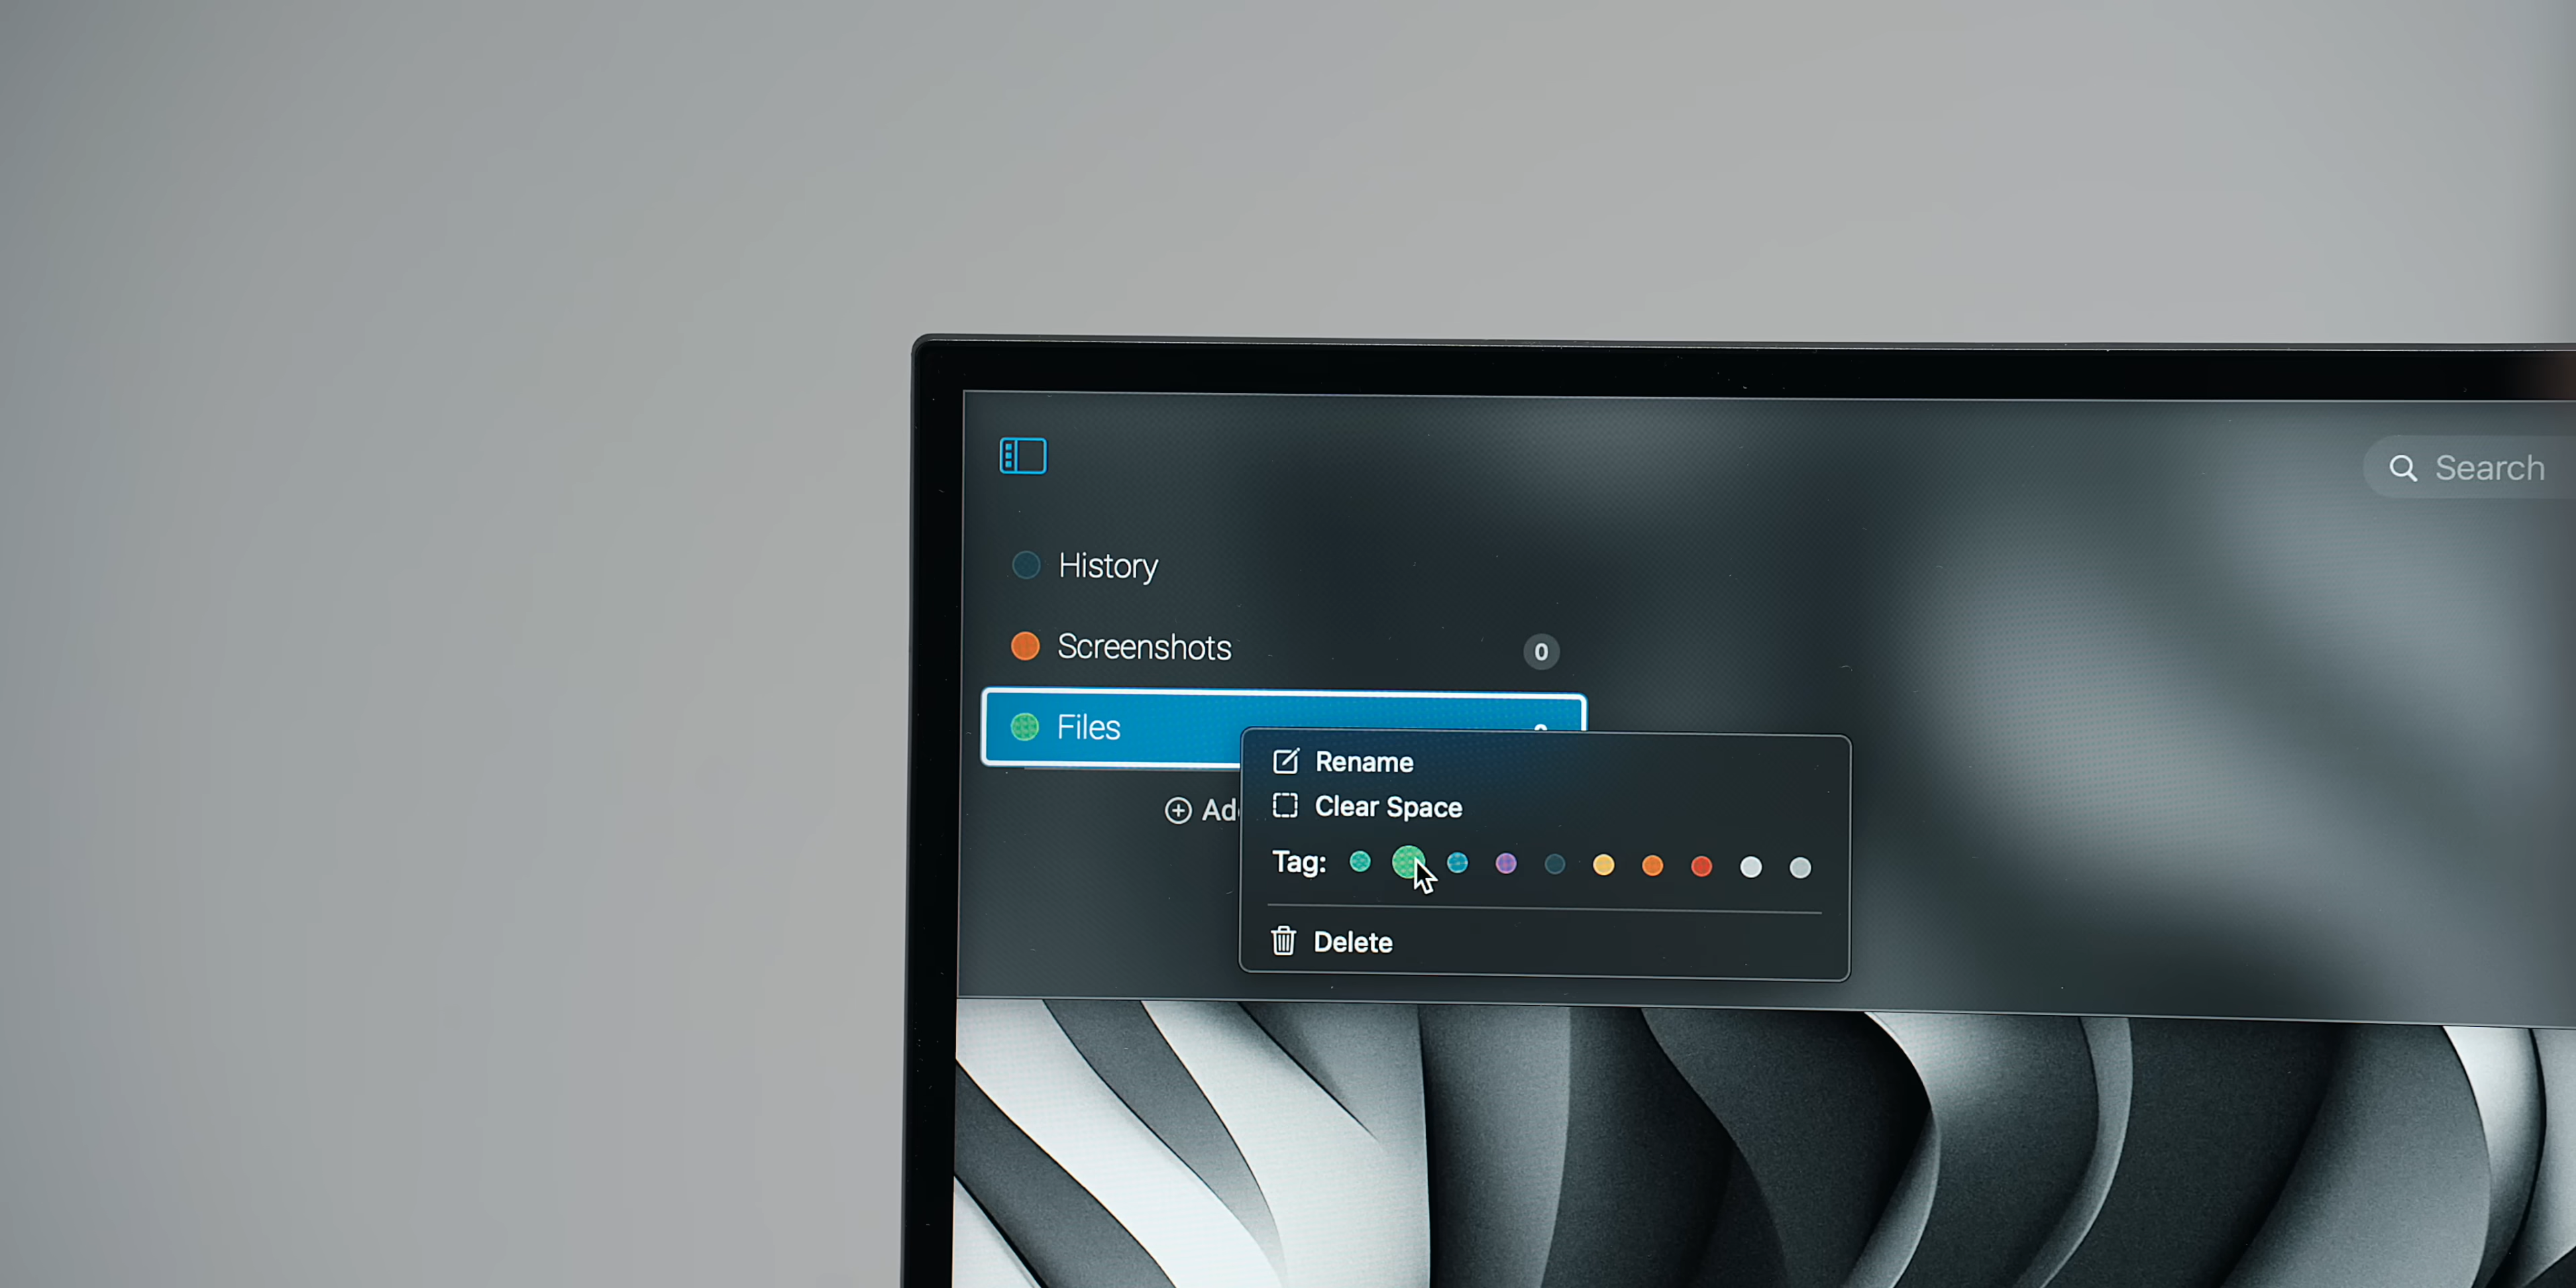 Search
History
Screenshots 0
Files
Rename
Clear Space
Tag:
Delete